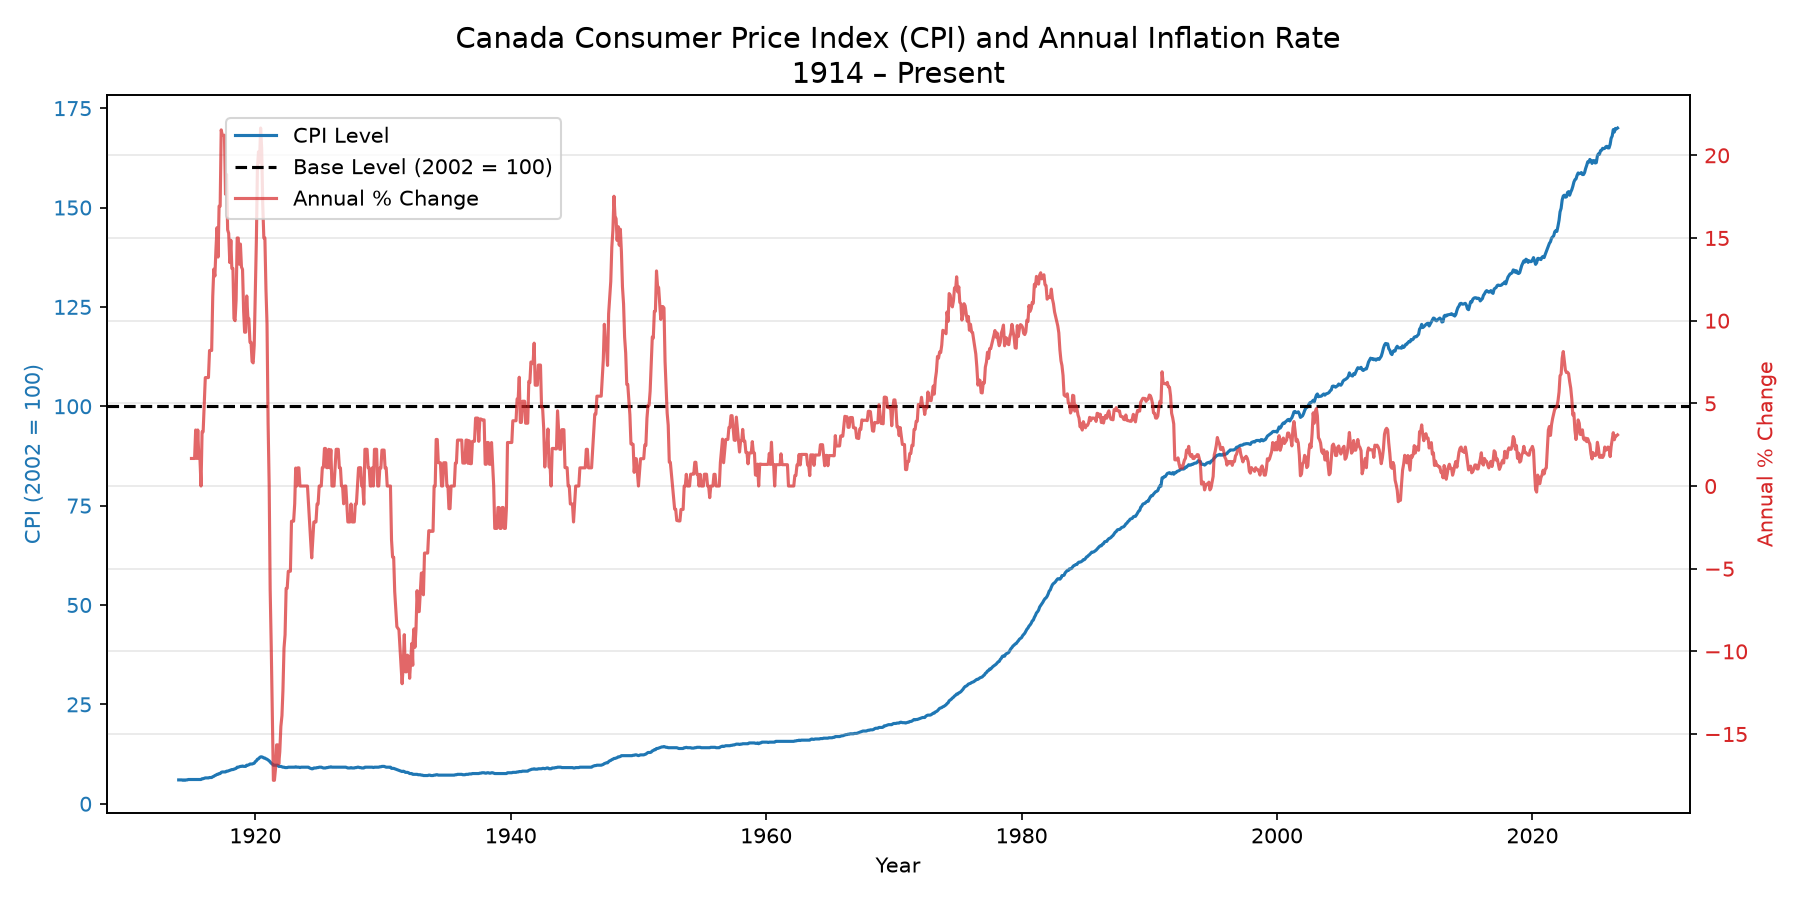 Canada Consumer Price Index (CPI) and Annual Inflation Rate
1914 – Present
CPI Level
Base Level (2002 = 100)
Annual % Change
CPI (2002 = 100)
175
150
125
100
75
50
25
0
20
15
10
5
0
−5
−10
−15
Annual % Change
1920
1940
1960
1980
2000
2020
Year